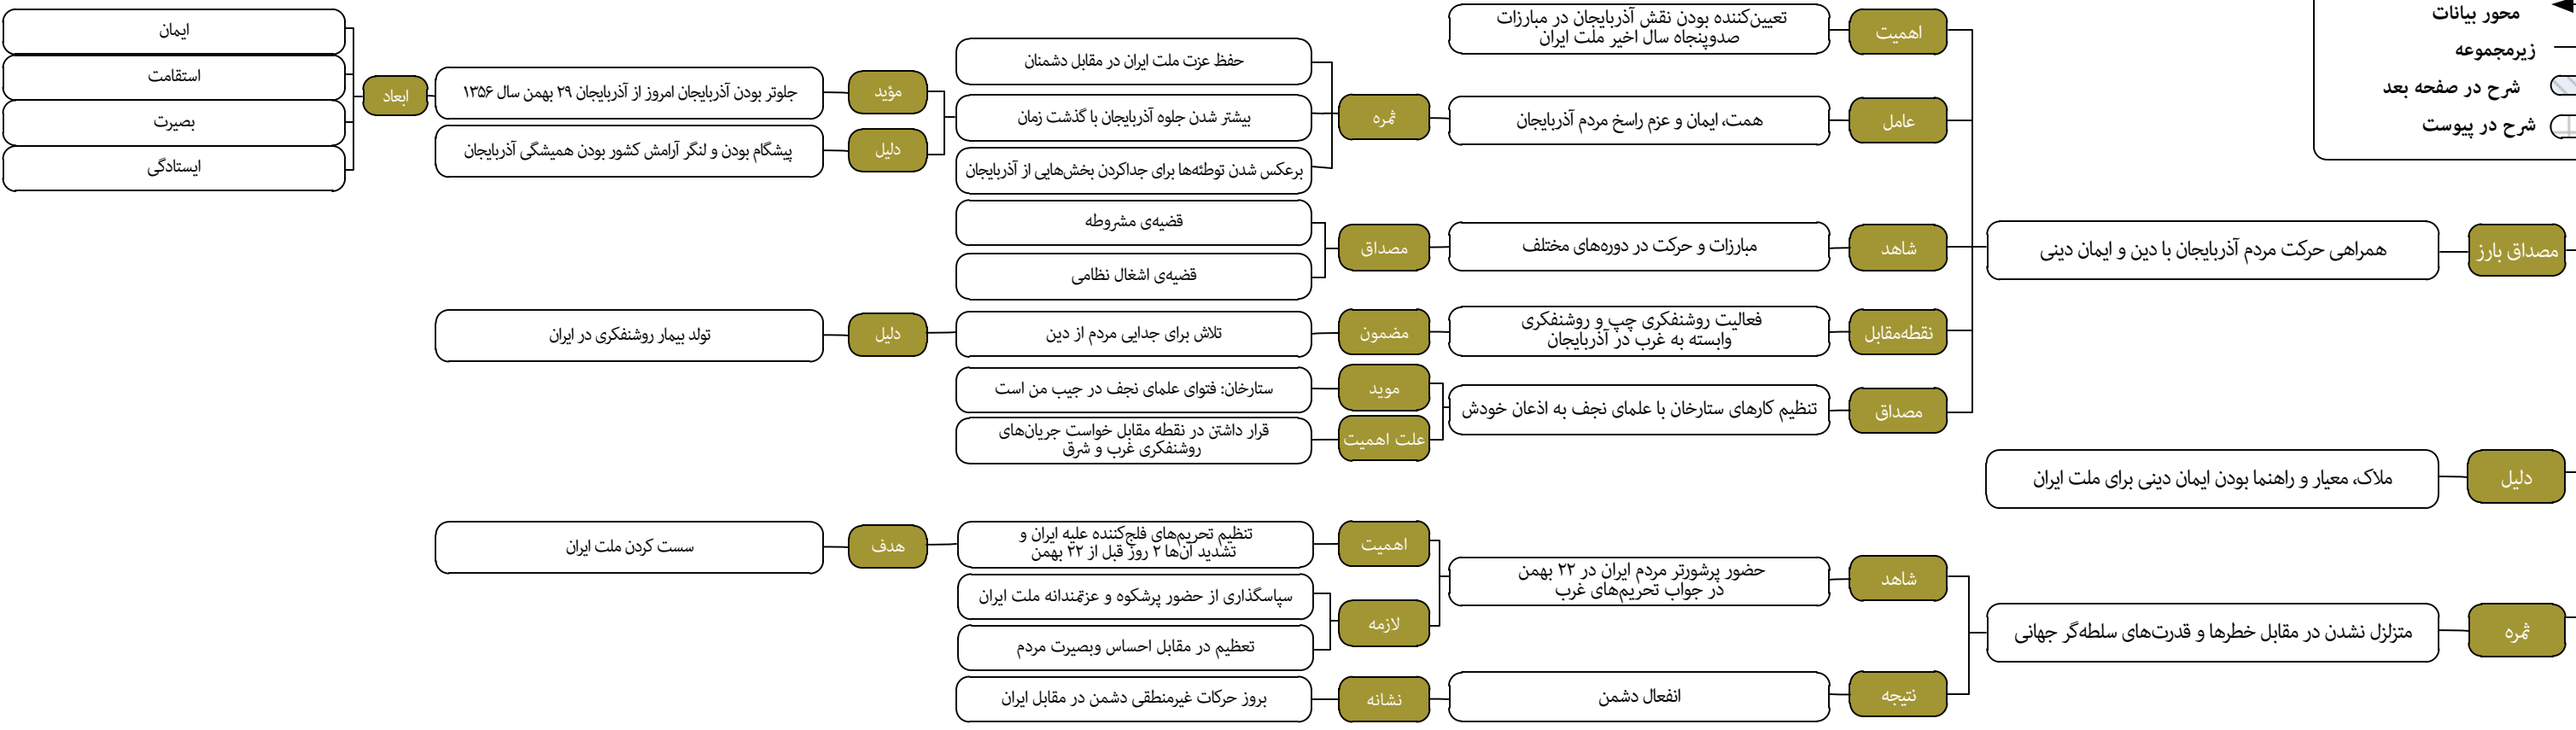 محور بیانات
زیرمجموعه
شرح در صفحه بعد
شرح در پیوست
مصداق بارز
همراهی حرکت مردم آذربایجان با دین و ایمان دینی
اهمیت
تعیین‌کننده بودن نقش آذربایجان در مبارزات
صدوپنجاه سال اخیر ملت ایران
عامل
همت، ایمان و عزم راسخ مردم آذربایجان
ثمره
حفظ عزت ملت ایران در مقابل دشمنان
بیشتر شدن جلوه آذربایجان با گذشت زمان
مؤید
جلوتر بودن آذربایجان امروز از آذربایجان ۲۹ بهمن سال ۱۳۵۶
ابعاد
ایمان
استقامت
بصیرت
ایستادگی
دلیل
پیشگام بودن و لنگر آرامش کشور بودن همیشگی آذربایجان
برعکس شدن توطئه‌ها برای جداکردن بخش‌هایی از آذربایجان
شاهد
مبارزات و حرکت در دوره‌های مختلف
مصداق
قضیه‌ی مشروطه
قضیه‌ی اشغال نظامی
نقطه‌مقابل
فعالیت روشنفکری چپ و روشنفکری
وابسته به غرب در آذربایجان
مضمون
تلاش برای جدایی مردم از دین
دلیل
تولد بیمار روشنفکری در ایران
مصداق
تنظیم کارهای ستارخان با علمای نجف به اذعان خودش
موید
ستارخان: فتوای علمای نجف در جیب من است
علت اهمیت
قرار داشتن در نقطه مقابل خواست جریان‌های
روشنفکری غرب و شرق
دلیل
ملاک، معیار و راهنما بودن ایمان دینی برای ملت ایران
ثمره
متزلزل نشدن در مقابل خطرها و قدرت‌های سلطه‌گر جهانی
شاهد
حضور پرشورتر مردم ایران در ۲۲ بهمن
در جواب تحریم‌های غرب
اهمیت
تنظیم تحریم‌های فلج‌کننده علیه ایران و
تشدید آن‌ها ۲ روز قبل از ۲۲ بهمن
هدف
سست کردن ملت ایران
لازمه
سپاسگذاری از حضور پرشکوه و عزتمندانه ملت ایران
تعظیم در مقابل احساس وبصیرت مردم
نتیجه
انفعال دشمن
نشانه
بروز حرکات غیرمنطقی دشمن در مقابل ایران